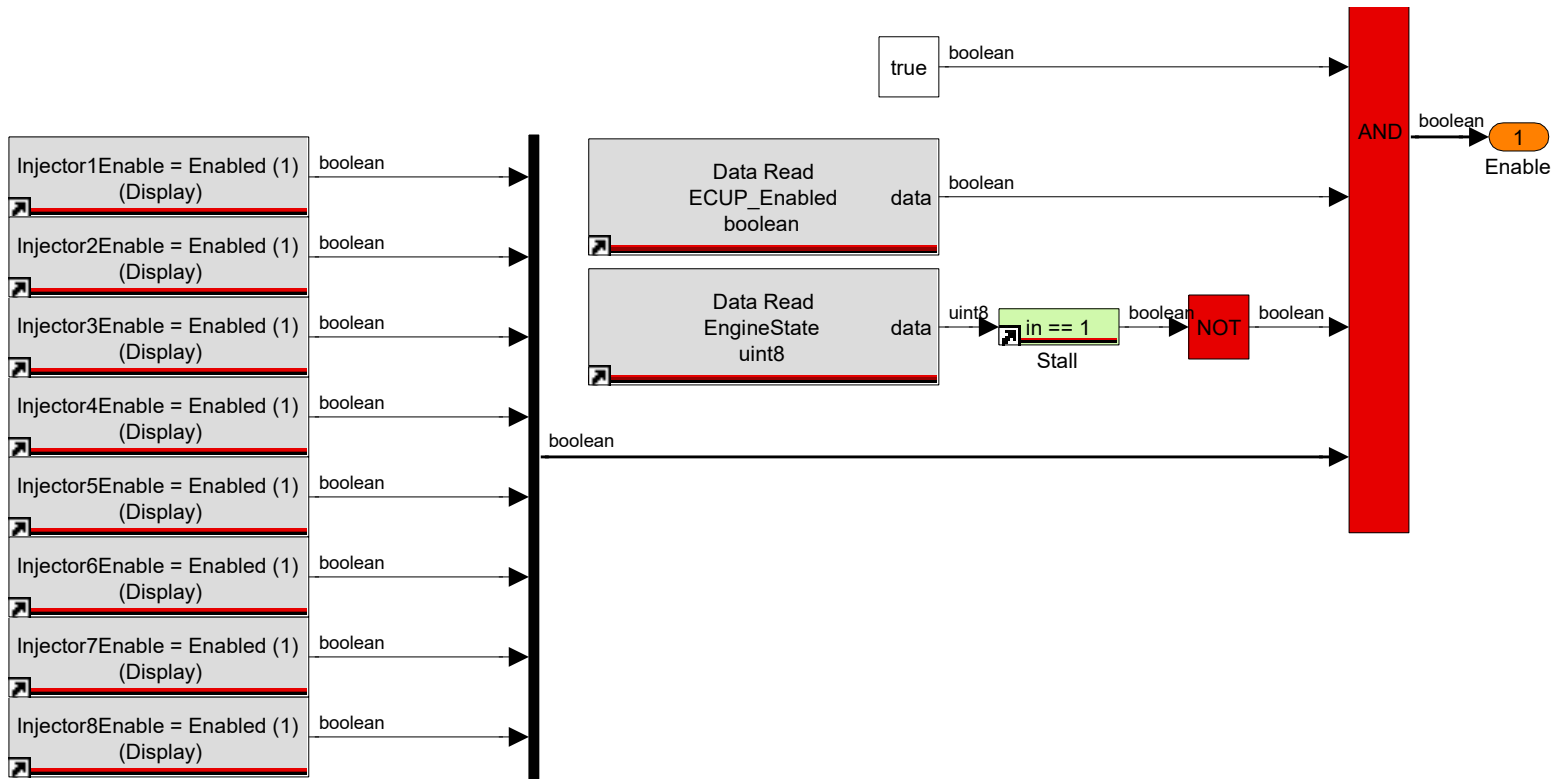 true
boolean
AND
boolean
1
Enable
Injector1Enable = Enabled (1)
(Display)
boolean
Injector2Enable = Enabled (1)
(Display)
boolean
Injector3Enable = Enabled (1)
(Display)
boolean
Injector4Enable = Enabled (1)
(Display)
boolean
Injector5Enable = Enabled (1)
(Display)
boolean
Injector6Enable = Enabled (1)
(Display)
boolean
Injector7Enable = Enabled (1)
(Display)
boolean
Injector8Enable = Enabled (1)
(Display)
boolean
boolean
Data Read
ECUP_Enabled
boolean
data
boolean
Data Read
EngineState
uint8
data
uint8
in == 1
Stall
boolean
NOT
boolean